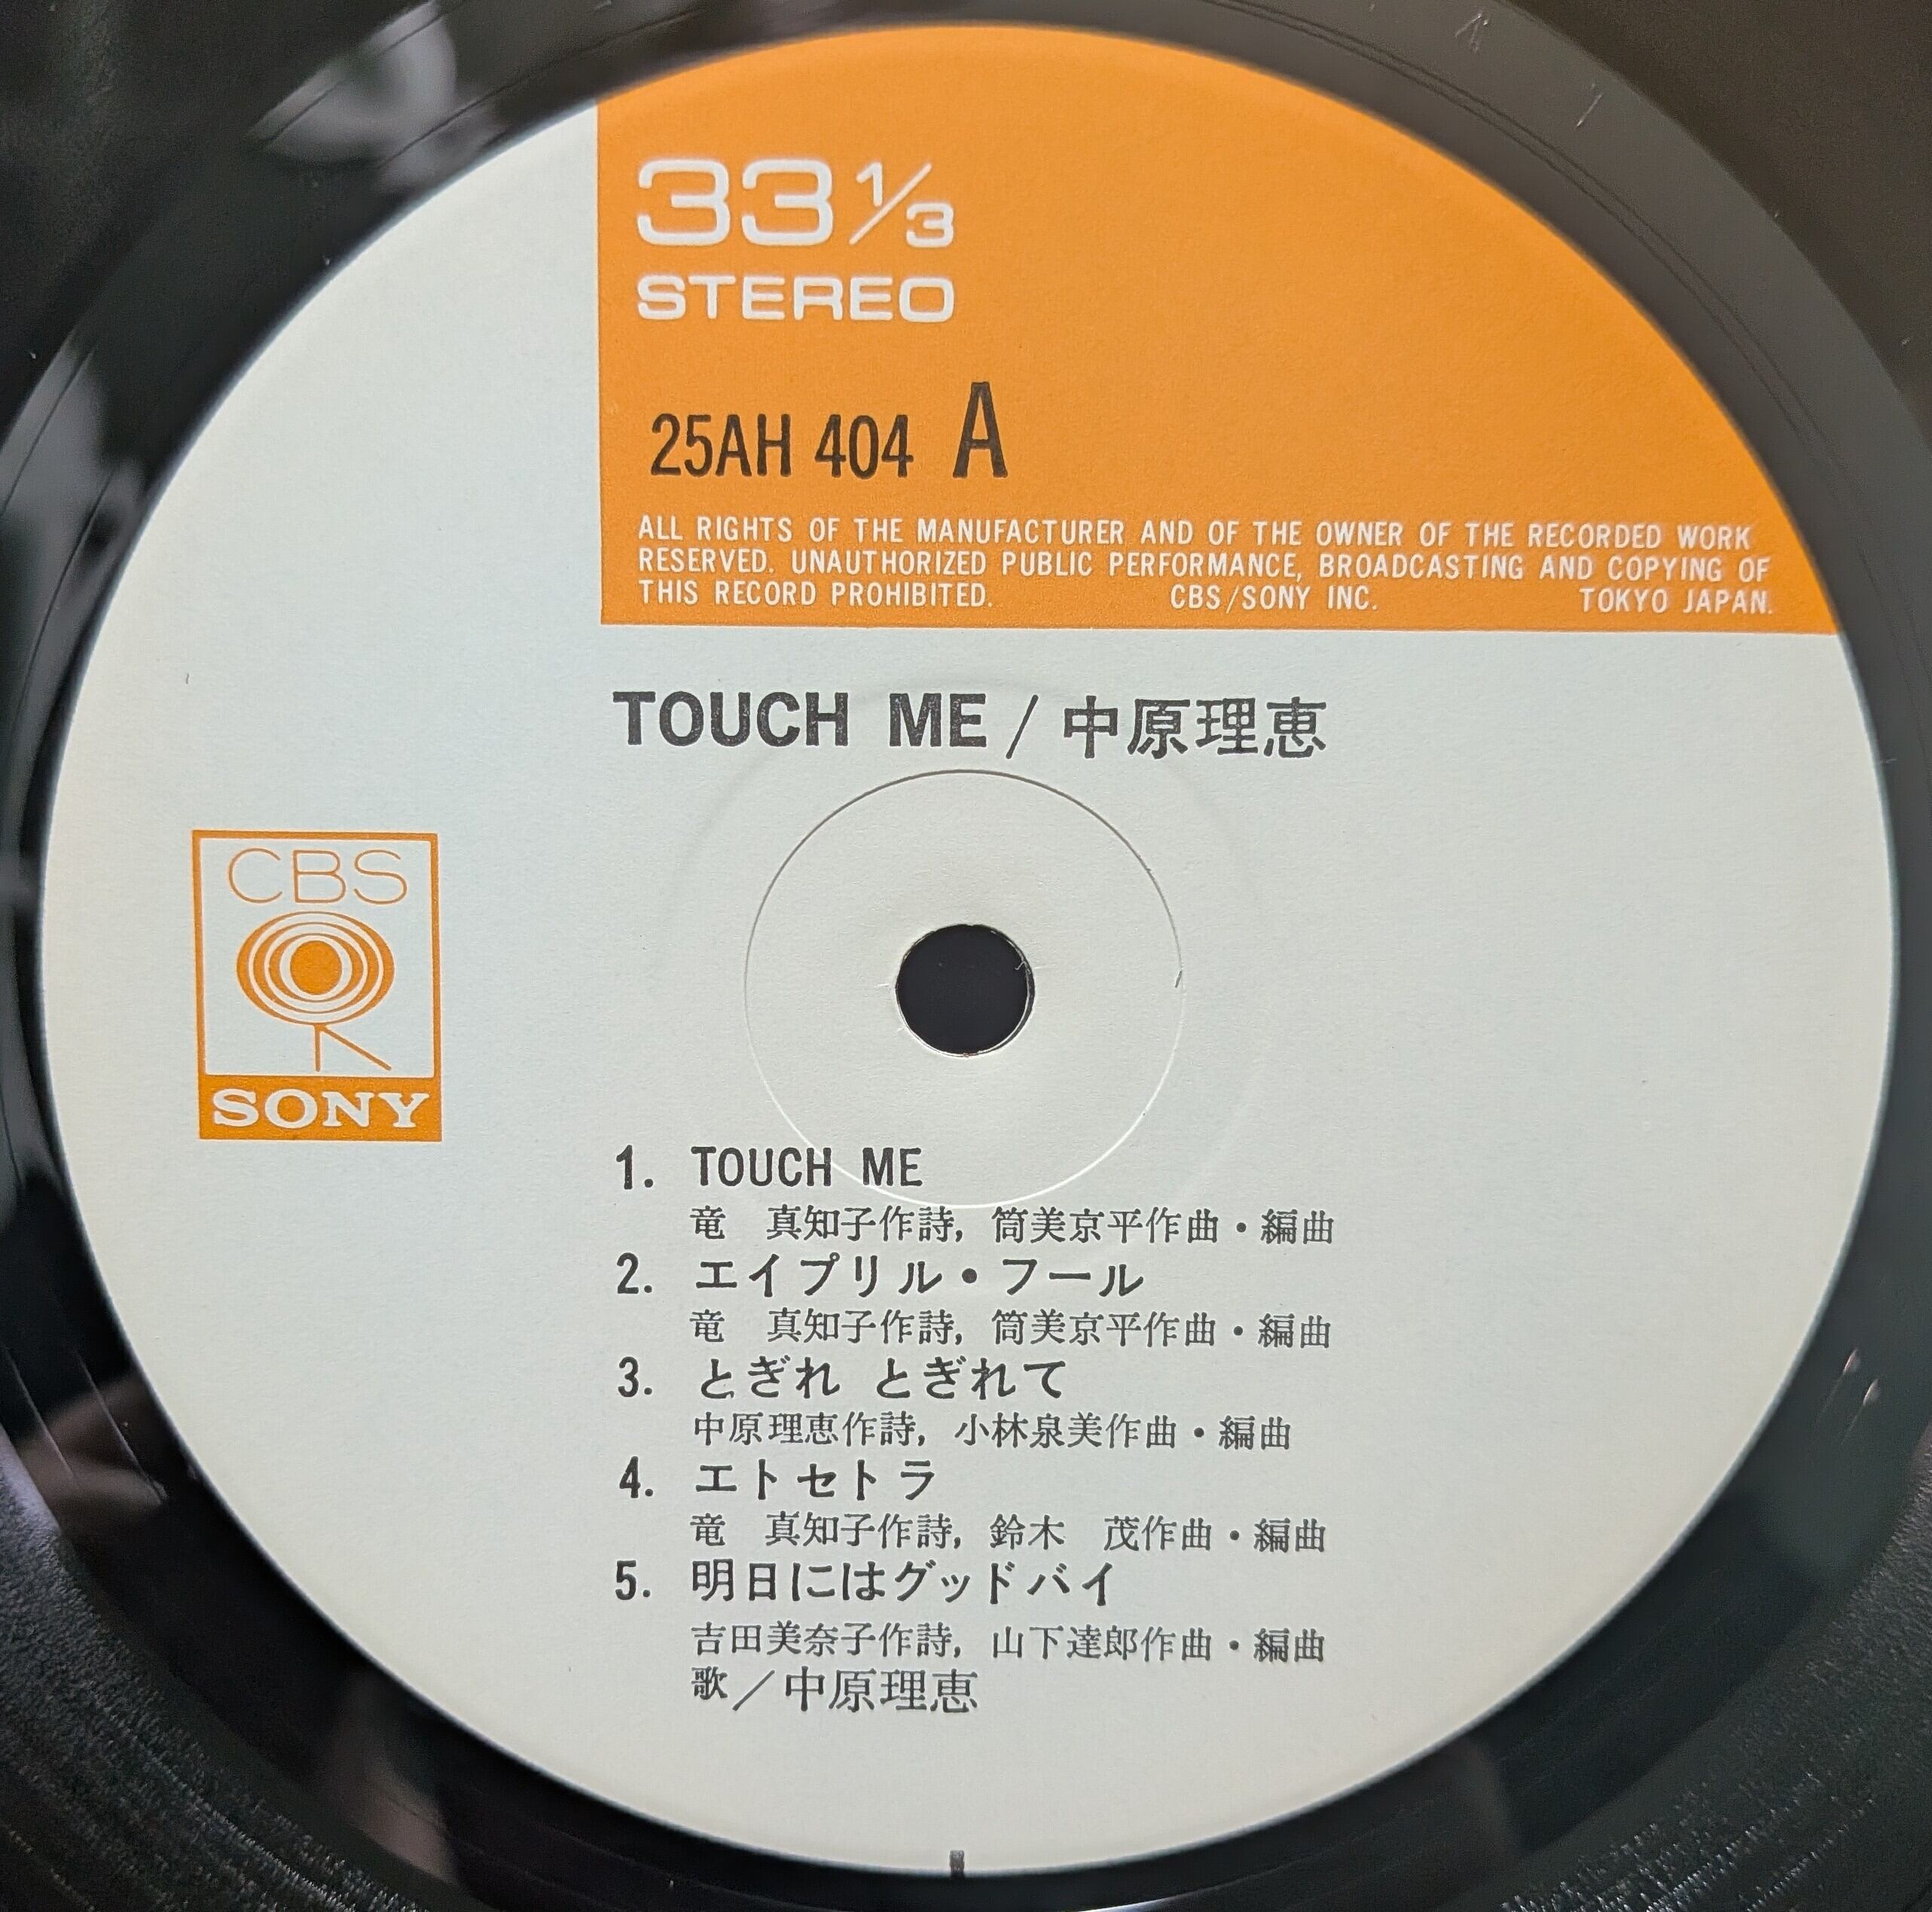 33 1/3
STEREO
25AH 404 A
ALL RIGHTS OF THE MANUFACTURER AND OF THE OWNER OF THE RECORDED WORK
RESERVED. UNAUTHORIZED PUBLIC PERFORMANCE, BROADCASTING AND COPYING OF
THIS RECORD PROHIBITED. CBS/SONY INC. TOKYO JAPAN.
TOUCH ME / 中原理恵
CBS
SONY
1. TOUCH ME
竜 真知子作詩, 筒美京平作曲・編曲
2. エイプリル・フール
竜 真知子作詩, 筒美京平作曲・編曲
3. とぎれ とぎれて
中原理恵作詩, 小林泉美作曲・編曲
4. エトセトラ
竜 真知子作詩, 鈴木 茂作曲・編曲
5. 明日にはグッドバイ
吉田美奈子作詩, 山下達郎作曲・編曲
歌／中原理恵